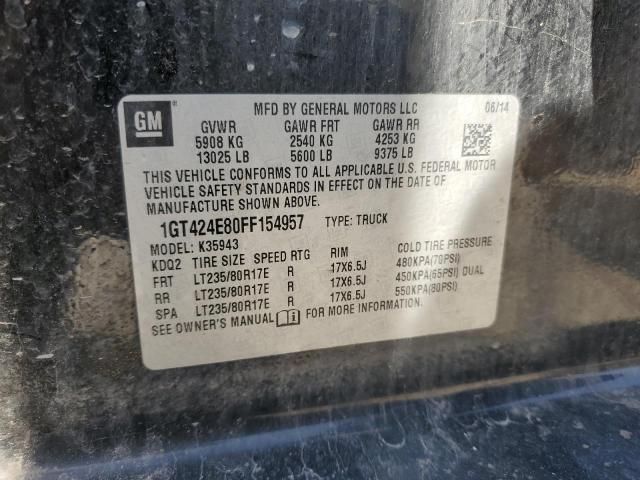 GM ®
MFD BY GENERAL MOTORS LLC 06/14
GVWR GAWR FRT GAWR RR
5908 KG 2540 KG 4253 KG
13025 LB 5600 LB 9375 LB
THIS VEHICLE CONFORMS TO ALL APPLICABLE U.S. FEDERAL MOTOR
VEHICLE SAFETY STANDARDS IN EFFECT ON THE DATE OF
MANUFACTURE SHOWN ABOVE.
1GT424E80FF154957 TYPE: TRUCK
MODEL: K35943
KDQ2 TIRE SIZE SPEED RTG RIM COLD TIRE PRESSURE
FRT LT235/80R17E R 17X6.5J 480KPA(70PSI)
RR LT235/80R17E R 17X6.5J 450KPA(65PSI) DUAL
SPA LT235/80R17E R 17X6.5J 550KPA(80PSI)
SEE OWNER'S MANUAL FOR MORE INFORMATION.